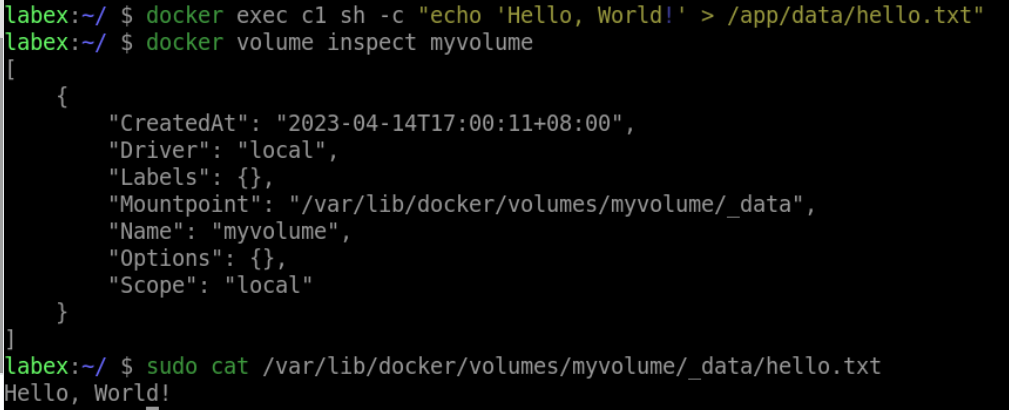 labex:~/ $ docker exec c1 sh -c "echo 'Hello, World!' > /app/data/hello.txt"
labex:~/ $ docker volume inspect myvolume
[
    {
        "CreatedAt": "2023-04-14T17:00:11+08:00",
        "Driver": "local",
        "Labels": {},
        "Mountpoint": "/var/lib/docker/volumes/myvolume/_data",
        "Name": "myvolume",
        "Options": {},
        "Scope": "local"
    }
]
labex:~/ $ sudo cat /var/lib/docker/volumes/myvolume/_data/hello.txt
Hello, World!